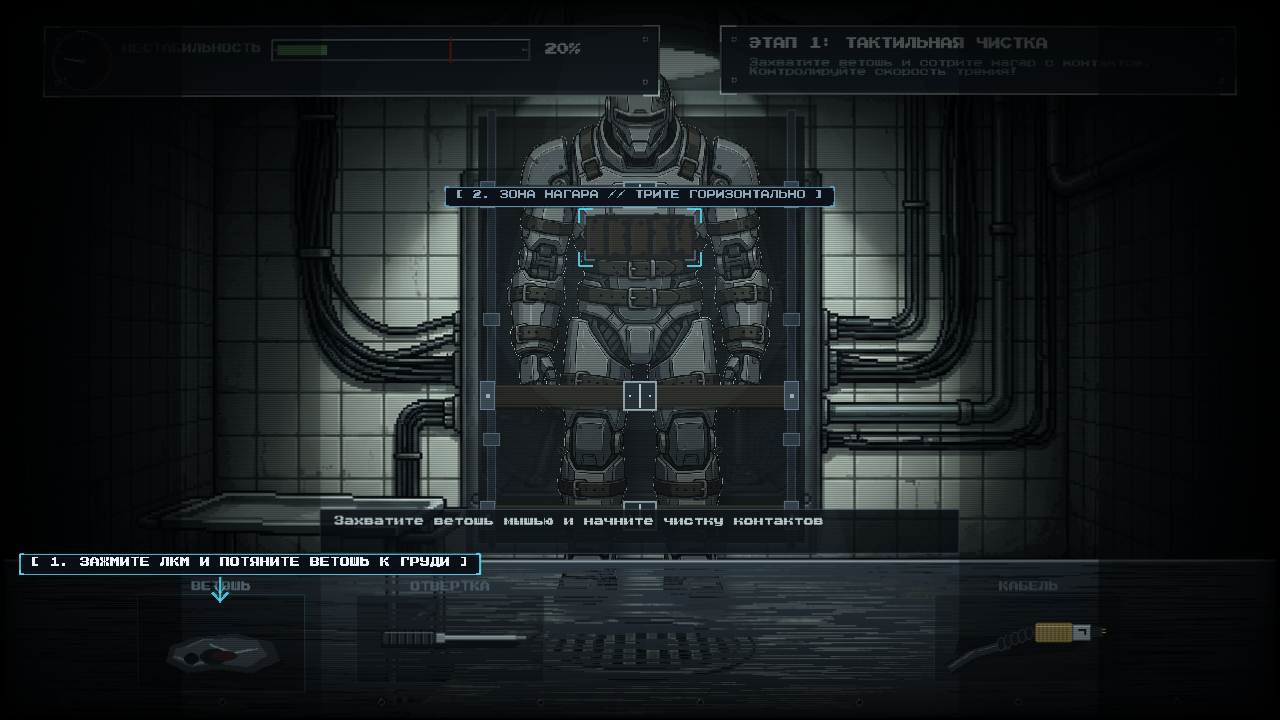 НЕСТАБИЛЬНОСТЬ 20%
ЭТАП 1: ТАКТИЛЬНАЯ ЧИСТКА
Захватите ветошь и сотрите нагар с контактов.
Контролируйте скорость трения!
[ 2. ЗОНА НАГАРА // ТРИТЕ ГОРИЗОНТАЛЬНО ]
Захватите ветошь мышью и начните чистку контактов
[ 1. ЗАЖМИТЕ ЛКМ И ПОТЯНИТЕ ВЕТОШЬ К ГРУДИ ]
ВЕТОШЬ ОТВЕРТКА КАБЕЛЬ